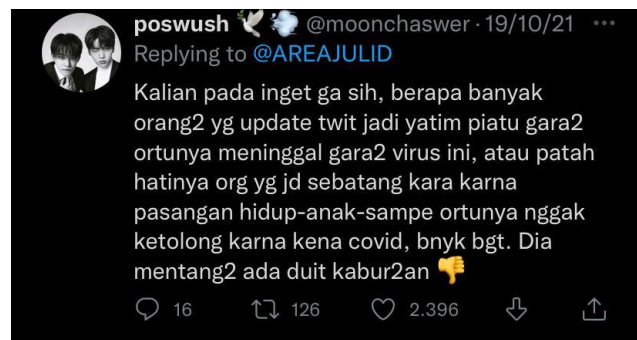 poswush 🕊️ 💨 @moonchaswer · 19/10/21 ···
Replying to @AREAJULID
Kalian pada inget ga sih, berapa banyak
orang2 yg update twit jadi yatim piatu gara2
ortunya meninggal gara2 virus ini, atau patah
hatinya org yg jd sebatang kara karna
pasangan hidup-anak-sampe ortunya nggak
ketolong karna kena covid, bnyk bgt. Dia
mentang2 ada duit kabur2an 👎
16 126 2.396